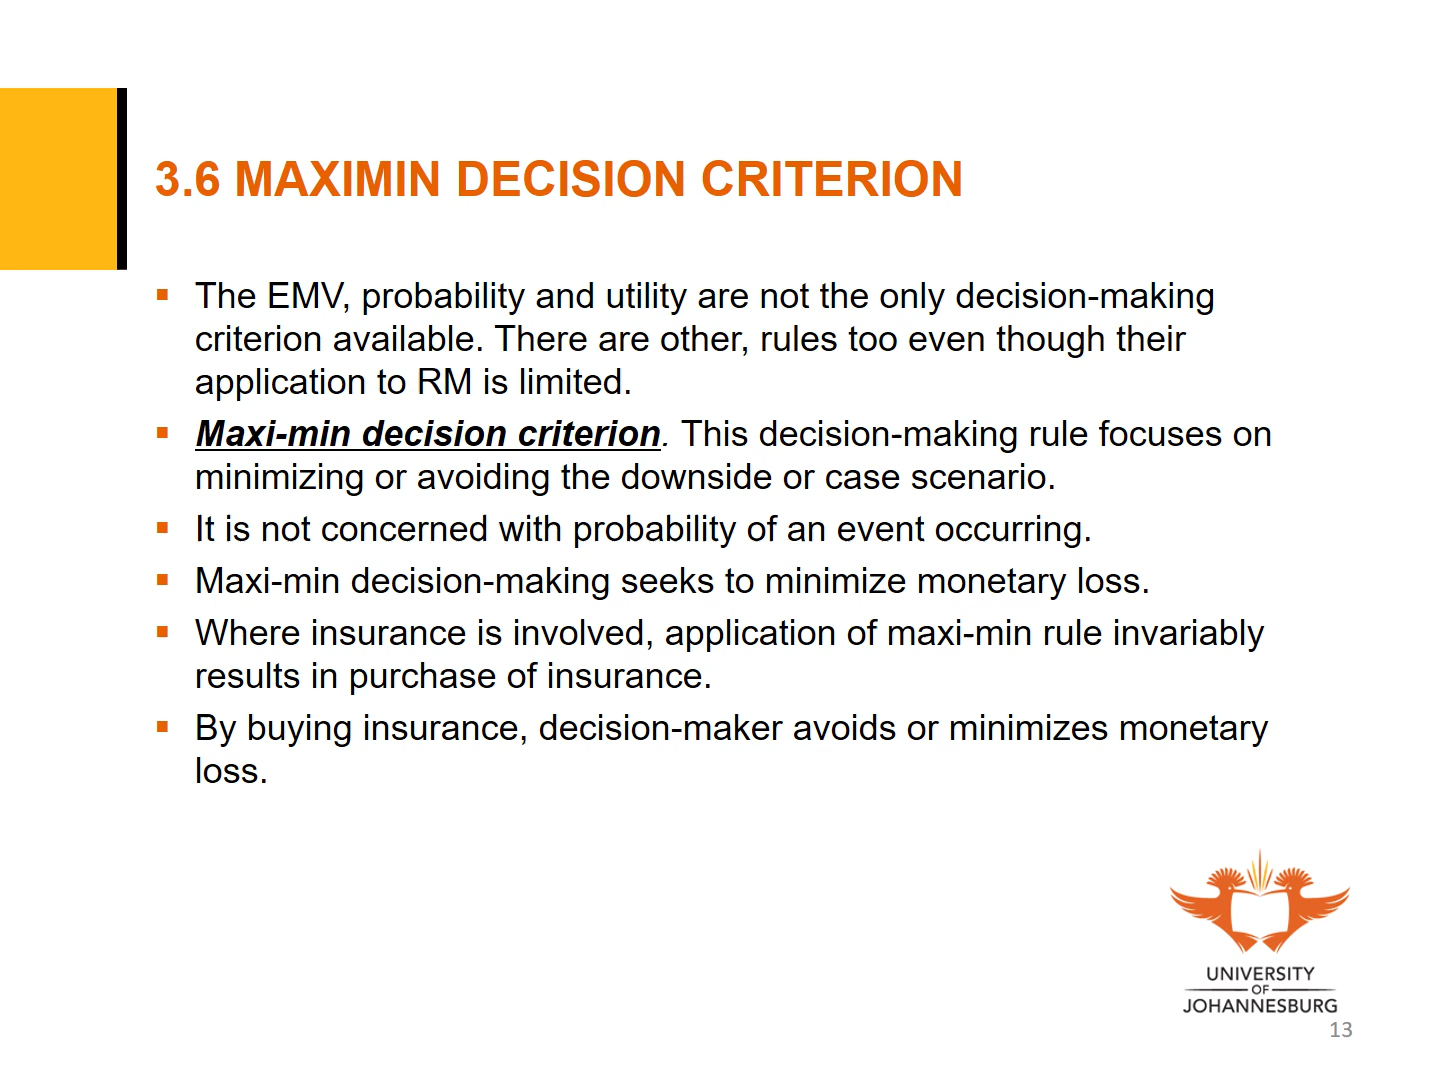 3.6 MAXIMIN DECISION CRITERION
▪ The EMV, probability and utility are not the only decision-making
criterion available. There are other, rules too even though their
application to RM is limited.
▪ Maxi-min decision criterion. This decision-making rule focuses on
minimizing or avoiding the downside or case scenario.
▪ It is not concerned with probability of an event occurring.
▪ Maxi-min decision-making seeks to minimize monetary loss.
▪ Where insurance is involved, application of maxi-min rule invariably
results in purchase of insurance.
▪ By buying insurance, decision-maker avoids or minimizes monetary
loss.
UNIVERSITY
OF
JOHANNESBURG
13